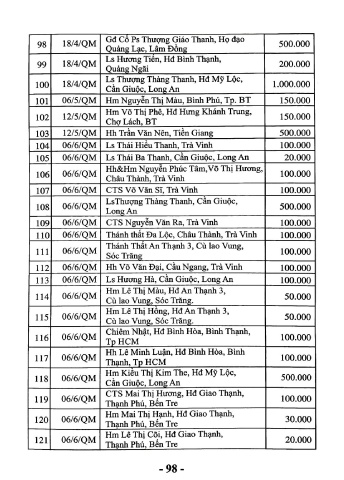 98 18/4/QM Gđ Cố Ps Thượng Giáo Thanh, Họ đạo 500.000
Quảng Lạc, Lâm Đồng
99 18/4/QM Ls Hương Tiến, Hđ Bình Thạnh, 200.000
Quảng Ngãi
100 18/4/QM Ls Thượng Thàng Thanh, Hđ Mỹ Lộc, 1.000.000
Cần Giuộc, Long An
101 06/5/QM Hm Nguyễn Thị Màu, Bình Phú, Tp. BT 150.000
102 12/5/QM Hm Võ Thị Phê, Hđ Hưng Khánh Trung, 150.000
Chợ Lách, BT
103 12/5/QM Hh Trần Văn Nên, Tiền Giang 500.000
104 06/6/QM Ls Thái Hiếu Thanh, Trà Vinh 100.000
105 06/6/QM Ls Thái Ba Thanh, Cần Giuộc, Long An 20.000
106 06/6/QM Hh&Hm Nguyễn Phúc Tâm,Võ Thị Hương, 100.000
Châu Thành, Trà Vinh
107 06/6/QM CTS Võ Văn Sĩ, Trà Vinh 100.000
108 06/6/QM LsThượng Thàng Thanh, Cần Giuộc, 500.000
Long An
109 06/6/QM CTS Nguyễn Văn Ra, Trà Vinh 100.000
110 06/6/QM Thánh thất Đa Lộc, Châu Thành, Trà Vinh 100.000
111 06/6/QM Thánh Thất An Thạnh 3, Cù lao Vung, 100.000
Sóc Trăng
112 06/6/QM Hh Võ Văn Đại, Cầu Ngang, Trà Vinh 100.000
113 06/6/QM Ls Hương Hà, Cần Giuộc, Long An 100.000
114 06/6/QM Hm Lê Thị Màu, Hđ An Thạnh 3, 50.000
Cù lao Vung, Sóc Trăng.
115 06/6/QM Hm Lê Thị Hồng, Hđ An Thạnh 3, 50.000
Cù lao Vung, Sóc Trăng.
116 06/6/QM Chiêm Nhật, Hđ Bình Hòa, Bình Thạnh, 100.000
Tp HCM
117 06/6/QM Hh Lê Minh Luận, Hđ Bình Hòa, Bình 100.000
Thạnh, Tp HCM
118 06/6/QM Hm Kiều Thị Kim The, Hđ Mỹ Lộc, 500.000
Cần Giuộc, Long An
119 06/6/QM CTS Mai Thị Hương, Hđ Giao Thạnh, 100.000
Thạnh Phú, Bến Tre
120 06/6/QM Hm Mai Thị Hạnh, Hđ Giao Thạnh, 30.000
Thạnh Phú, Bến Tre
121 06/6/QM Hm Lê Thị Cõi, Hđ Giao Thạnh, 20.000
Thạnh Phú, Bến Tre
- 98 -